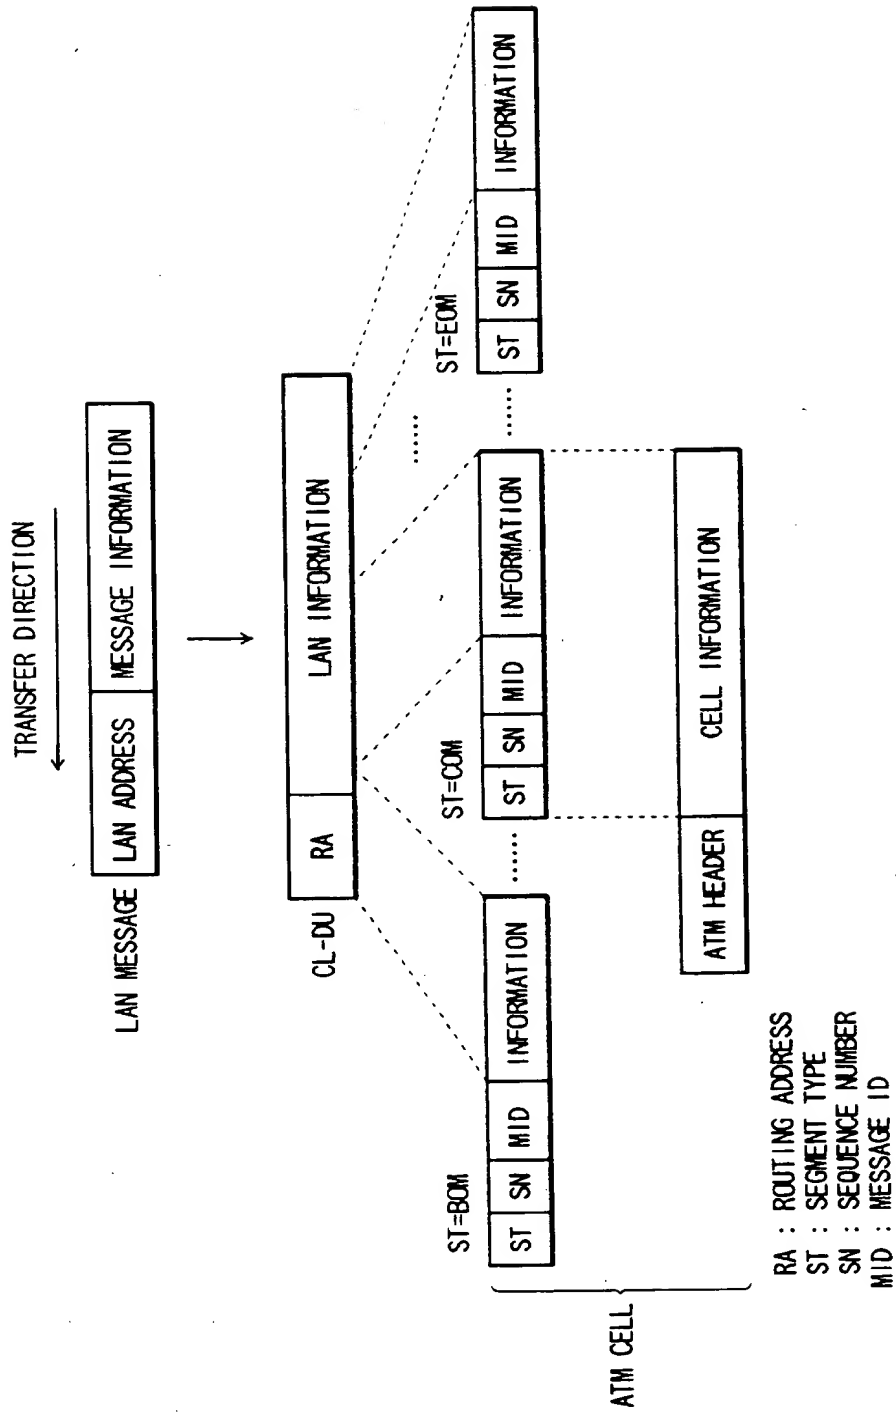 TRANSFER DIRECTION
LAN MESSAGE LAN ADDRESS MESSAGE INFORMATION
CL-DU RA LAN INFORMATION
ST=BOM ST=COM ST=EOM
ST SN MID INFORMATION ...... ST SN MID INFORMATION ...... ST SN MID INFORMATION
......
ATM CELL
ATM HEADER CELL INFORMATION
RA : ROUTING ADDRESS
ST : SEGMENT TYPE
SN : SEQUENCE NUMBER
MID : MESSAGE ID